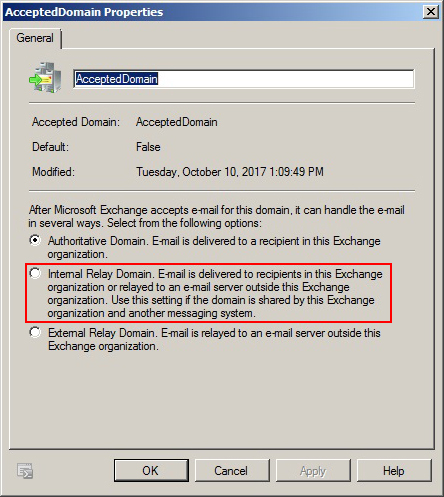 AcceptedDomain Properties
General
AcceptedDomain
Accepted Domain: AcceptedDomain
Default: False
Modified: Tuesday, October 10, 2017 1:09:49 PM
After Microsoft Exchange accepts e-mail for this domain, it can handle the e-mail
in several ways. Select from the following options:
Authoritative Domain. E-mail is delivered to a recipient in this Exchange
organization.
Internal Relay Domain. E-mail is delivered to recipients in this Exchange
organization or relayed to an e-mail server outside this Exchange
organization. Use this setting if the domain is shared by this Exchange
organization and another messaging system.
External Relay Domain. E-mail is relayed to an e-mail server outside this
Exchange organization.
OK Cancel Apply Help